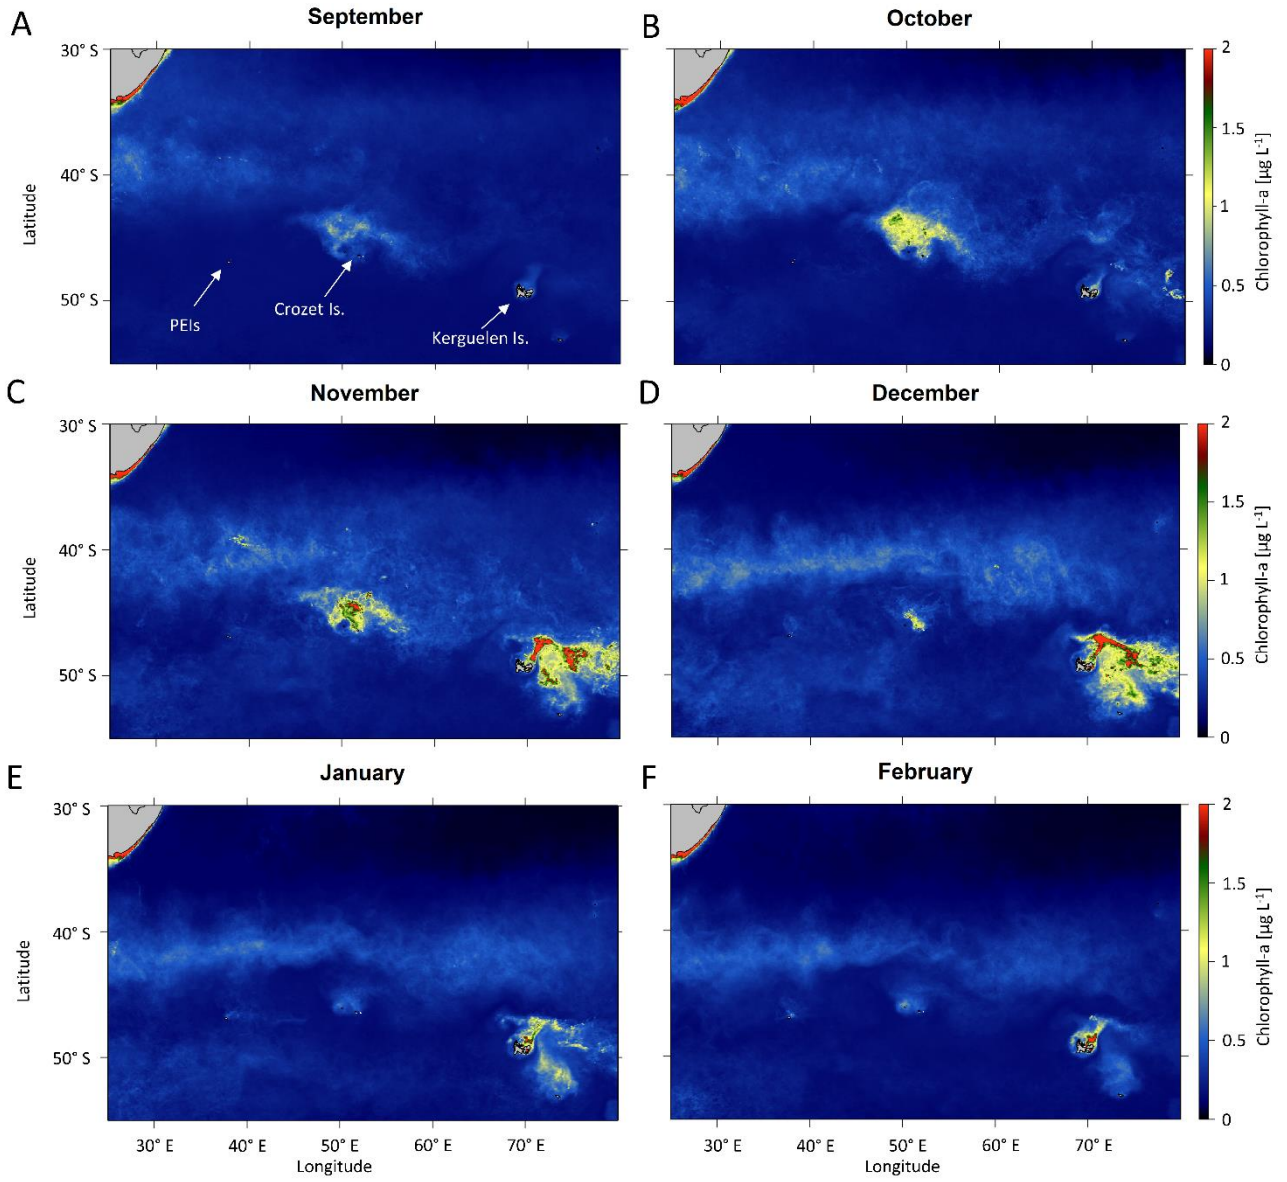 A
September
B
October
30° S
40° S
50° S
Latitude
PEIs
Crozet Is.
Kerguelen Is.
2
1.5
1
0.5
0
Chlorophyll-a [µg L-1]
C
November
D
December
30° S
40° S
50° S
Latitude
2
1.5
1
0.5
0
Chlorophyll-a [µg L-1]
E
January
F
February
30° S
40° S
50° S
Latitude
2
1.5
1
0.5
0
Chlorophyll-a [µg L-1]
30° E 40° E 50° E 70° E
Longitude
30° E 40° E 50° E 60° E 70° E
Longitude